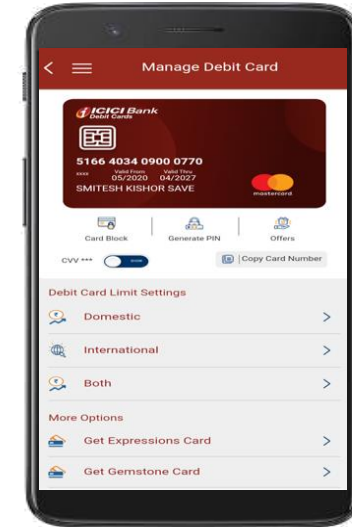 Manage Debit Card
ICICI Bank
Debit Cards
5166 4034 0900 0770
xxxx Valid From Valid Thru
05/2020 04/2027
SMITESH KISHOR SAVE
mastercard
Card Block
Generate PIN
Offers
CVV *** SHOW
Copy Card Number
Debit Card Limit Settings
Domestic
International
Both
More Options
Get Expressions Card
Get Gemstone Card